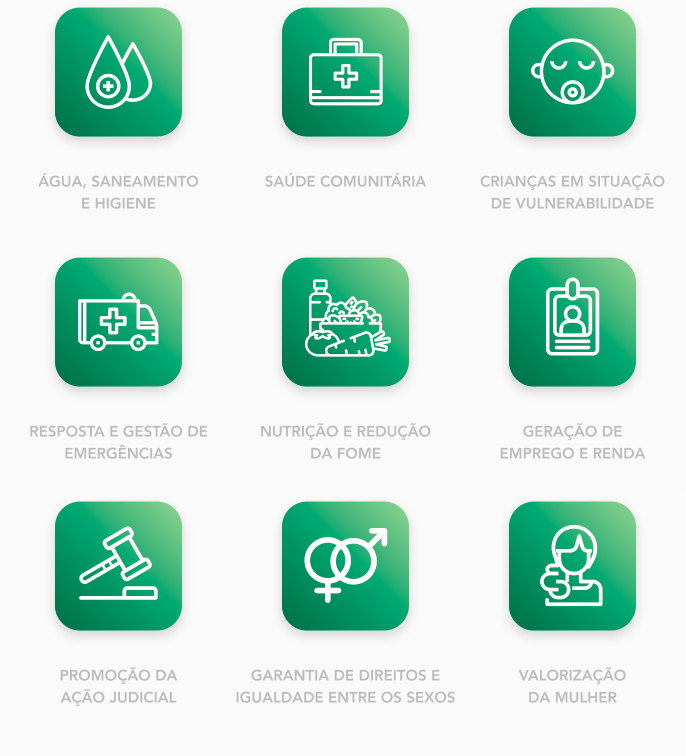 ÁGUA, SANEAMENTO
E HIGIENE
SAÚDE COMUNITÁRIA
CRIANÇAS EM SITUAÇÃO
DE VULNERABILIDADE
RESPOSTA E GESTÃO DE
EMERGÊNCIAS
NUTRIÇÃO E REDUÇÃO
DA FOME
GERAÇÃO DE
EMPREGO E RENDA
PROMOÇÃO DA
AÇÃO JUDICIAL
GARANTIA DE DIREITOS E
IGUALDADE ENTRE OS SEXOS
VALORIZAÇÃO
DA MULHER